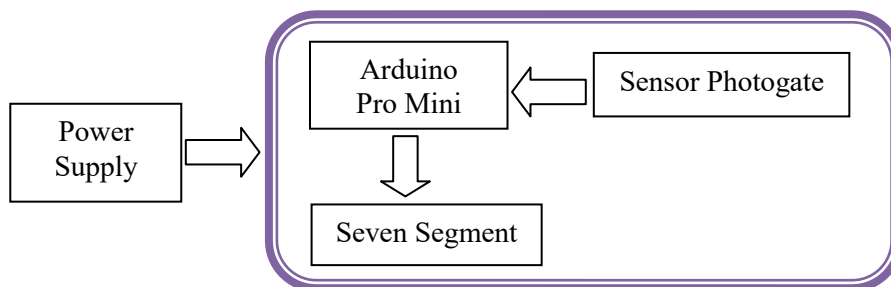 Power
Supply
Arduino
Pro Mini
Sensor Photogate
Seven Segment